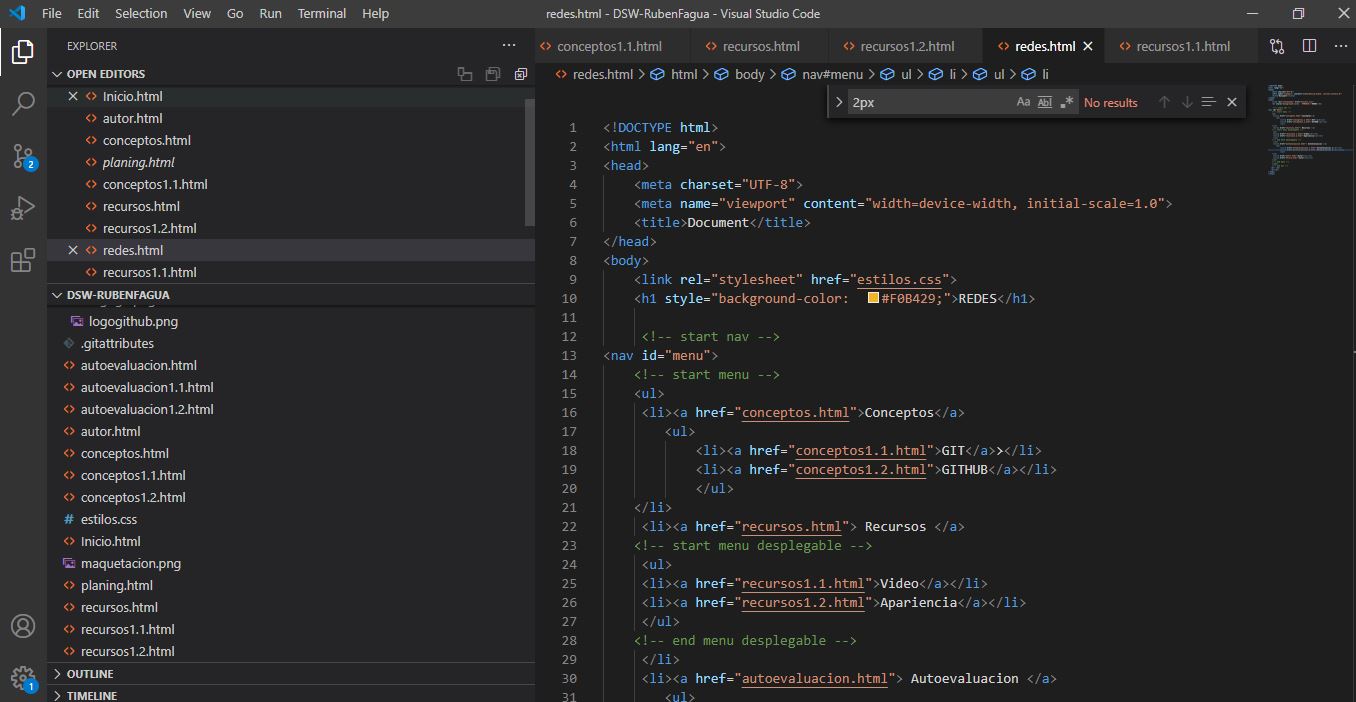 File Edit Selection View Go Run Terminal Help redes.html - DSW-RubenFagua - Visual Studio Code
EXPLORER
OPEN EDITORS
Inicio.html
autor.html
conceptos.html
planing.html
conceptos1.1.html
recursos.html
recursos1.2.html
redes.html
recursos1.1.html
DSW-RUBENFAGUA
logogithub.png
.gitattributes
autoevaluacion.html
autoevaluacion1.1.html
autoevaluacion1.2.html
autor.html
conceptos.html
conceptos1.1.html
conceptos1.2.html
# estilos.css
Inicio.html
maquetacion.png
planing.html
recursos.html
recursos1.1.html
recursos1.2.html
OUTLINE
TIMELINE
2
1
conceptos1.1.html recursos.html recursos1.2.html redes.html recursos1.1.html
redes.html > html > body > nav#menu > ul > li > ul > li
2px Aa Abl .* No results
1 <!DOCTYPE html>
2 <html lang="en">
3 <head>
4 <meta charset="UTF-8">
5 <meta name="viewport" content="width=device-width, initial-scale=1.0">
6 <title>Document</title>
7 </head>
8 <body>
9 <link rel="stylesheet" href="estilos.css">
10 <h1 style="background-color: #F0B429;">REDES</h1>
11
12 <!-- start nav -->
13 <nav id="menu">
14 <!-- start menu -->
15 <ul>
16 <li><a href="conceptos.html">Conceptos</a>
17 <ul>
18 <li><a href="conceptos1.1.html">GIT</a>></li>
19 <li><a href="conceptos1.2.html">GITHUB</a></li>
20 </ul>
21 </li>
22 <li><a href="recursos.html"> Recursos </a>
23 <!-- start menu desplegable -->
24 <ul>
25 <li><a href="recursos1.1.html">Video</a></li>
26 <li><a href="recursos1.2.html">Apariencia</a></li>
27 </ul>
28 <!-- end menu desplegable -->
29 </li>
30 <li><a href="autoevaluacion.html"> Autoevaluacion </a>
31 <ul>